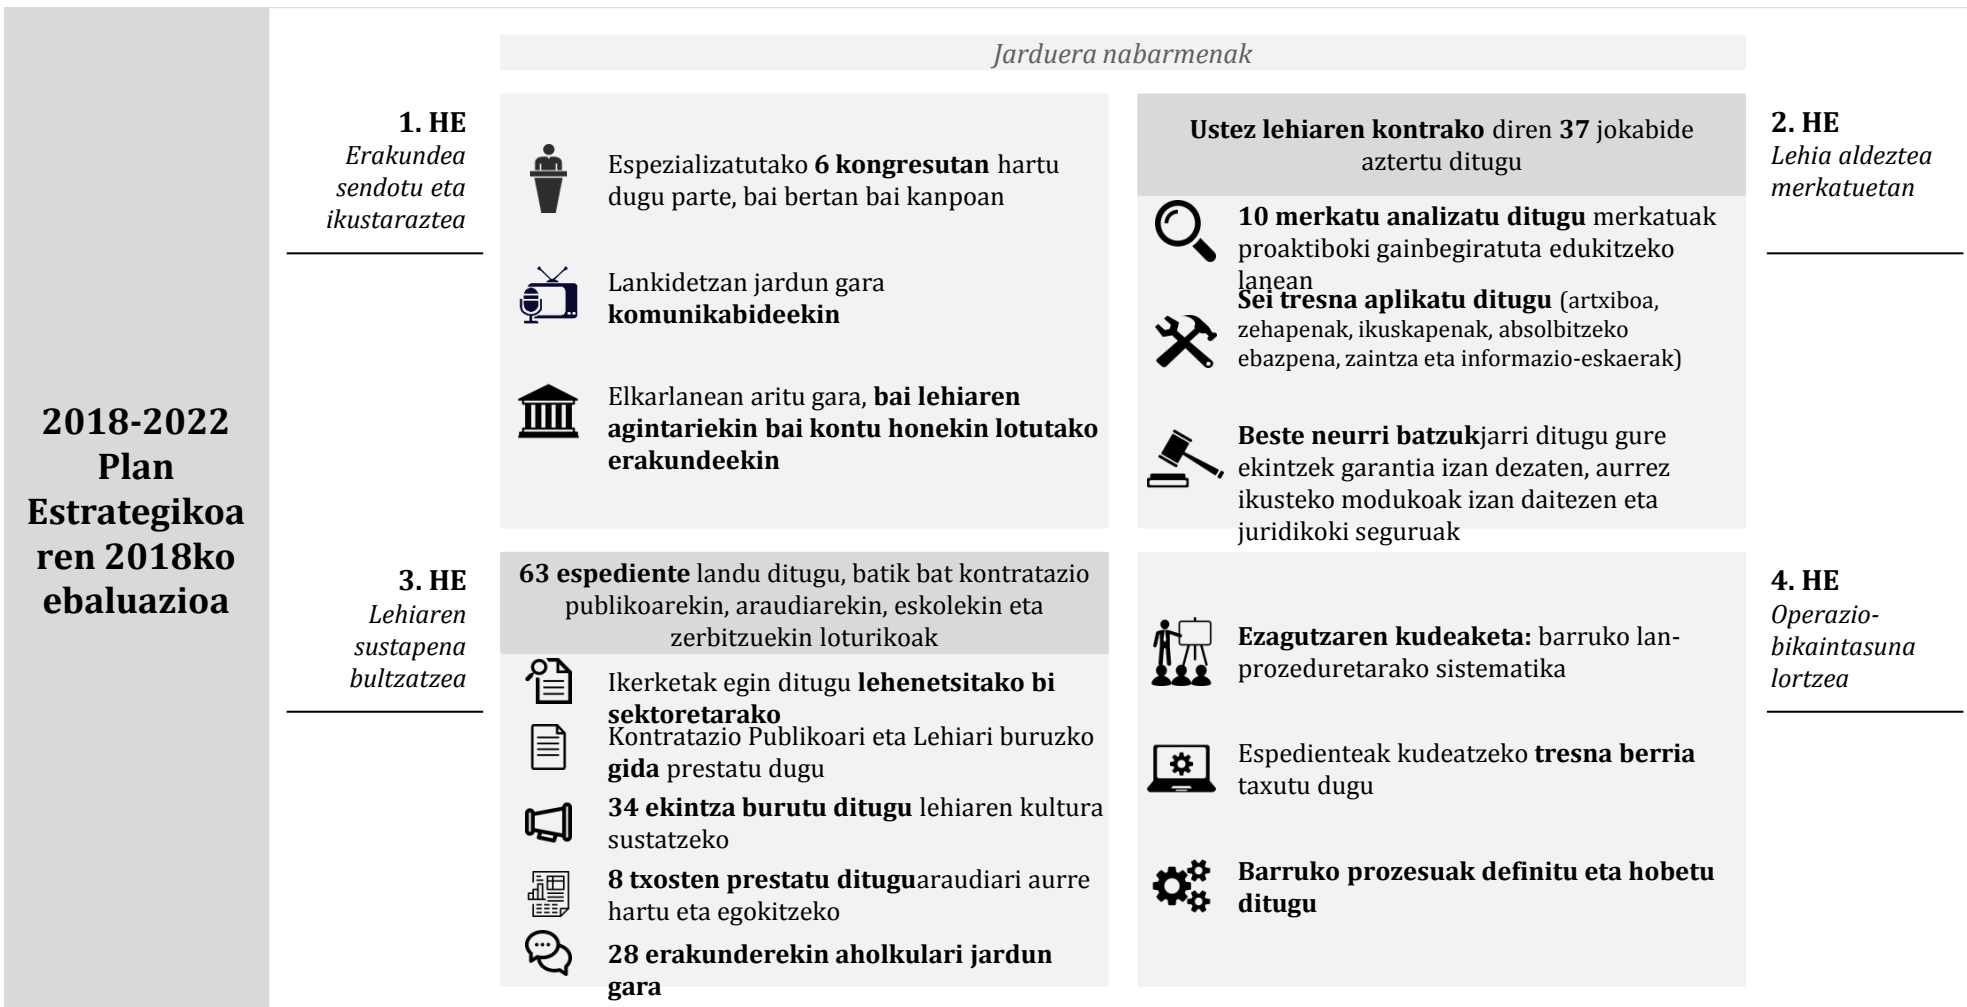 2018-2022
Plan
Estrategikoa
ren 2018ko
ebaluazioa
Jarduera nabarmenak
1. HE
Erakundea
sendotu eta
ikustaraztea
Espezializatutako 6 kongresutan hartu
dugu parte, bai bertan bai kanpoan
Lankidetzan jardun gara
komunikabideekin
Elkarlanean aritu gara, bai lehiaren
agintariekin bai kontu honekin lotutako
erakundeekin
Ustez lehiaren kontrako diren 37 jokabide
aztertu ditugu
10 merkatu analizatu ditugu merkatuak
proaktiboki gainbegiratuta edukitzeko
lanean
Sei tresna aplikatu ditugu (artxiboa,
zehapenak, ikuskapenak, absolbitzeko
ebazpena, zaintza eta informazio-eskaerak)
Beste neurri batzukjarri ditugu gure
ekintzek garantia izan dezaten, aurrez
ikusteko modukoak izan daitezen eta
juridikoki seguruak
2. HE
Lehia aldeztea
merkatuetan
3. HE
Lehiaren
sustapena
bultzatzea
63 espediente landu ditugu, batik bat kontratazio
publikoarekin, araudiarekin, eskolekin eta
zerbitzuekin loturikoak
Ikerketak egin ditugu lehenetsitako bi
sektoretarako
Kontratazio Publikoari eta Lehiari buruzko
gida prestatu dugu
34 ekintza burutu ditugu lehiaren kultura
sustatzeko
8 txosten prestatu dituguaraudiari aurre
hartu eta egokitzeko
28 erakunderekin aholkulari jardun
gara
Ezagutzaren kudeaketa: barruko lan-
prozeduretarako sistematika
Espedienteak kudeatzeko tresna berria
taxutu dugu
Barruko prozesuak definitu eta hobetu
ditugu
4. HE
Operazio-
bikaintasuna
lortzea